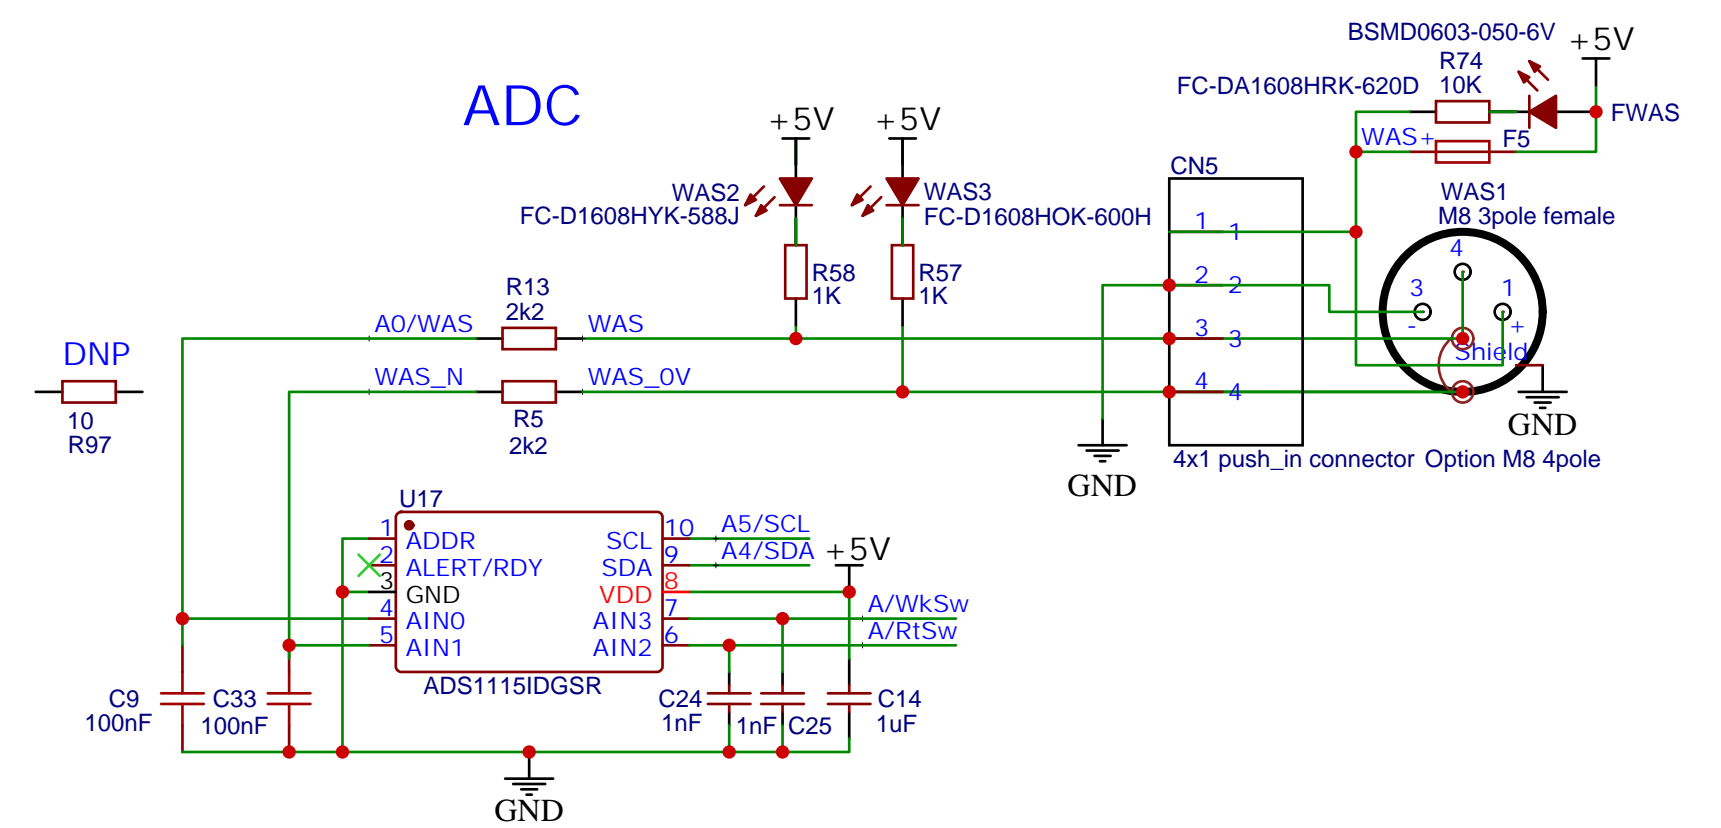 BSMD0603-050-6V
+5V
R74
10K
FC-DA1608HRK-620D
FWAS
WAS+
F5
ADC
+5V
+5V
CN5
WAS2
FC-D1608HYK-588J
WAS3
FC-D1608HOK-600H
WAS1
M8 3pole female
1
1
4
2
2
3
1
-
+
R58
1K
R57
1K
R13
2k2
A0/WAS
WAS
3
3
Shield
DNP
10
R97
WAS_N
WAS_0V
R5
2k2
4
4
GND
GND
4x1 push_in connector
Option M8 4pole
U17
1
ADDR
2
ALERT/RDY
3
GND
4
AIN0
5
AIN1
SCL
10
A5/SCL
SDA
9
A4/SDA
+5V
VDD
8
AIN3
7
A/WkSw
AIN2
6
A/RtSw
ADS1115IDGSR
C9
100nF
C33
100nF
C24
1nF
1nF
C25
C14
1uF
GND